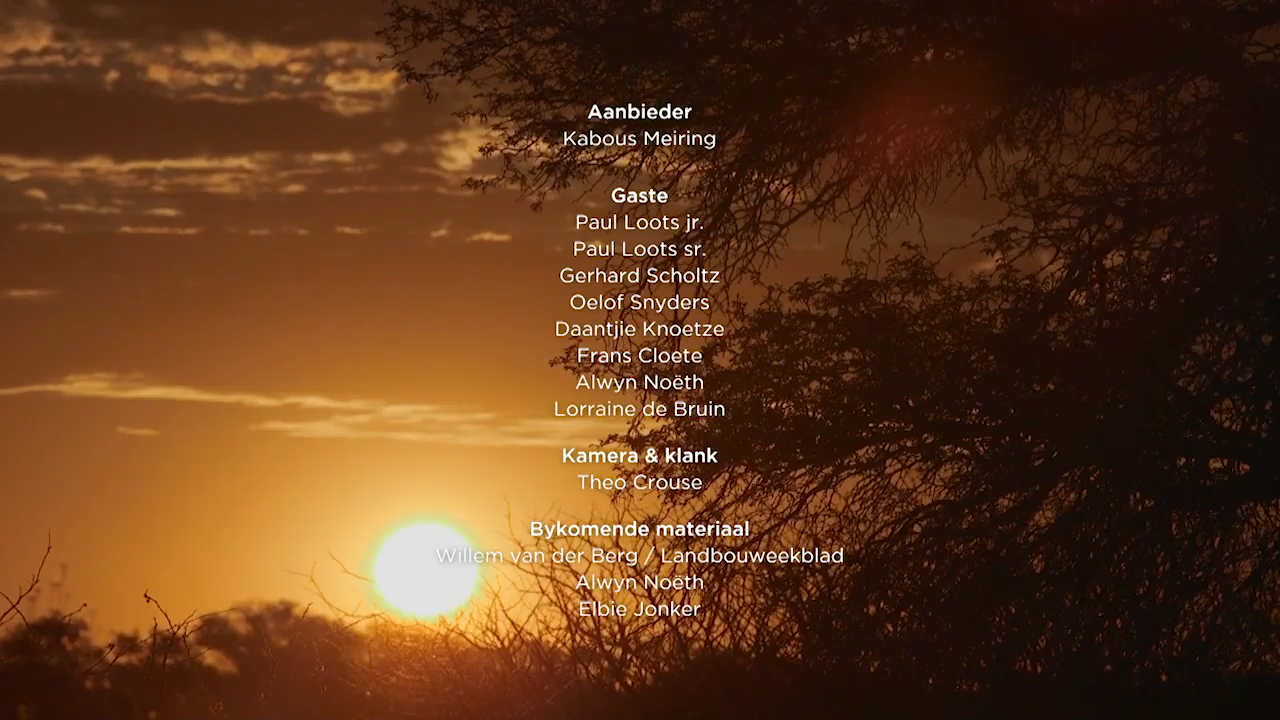 Aanbieder
Kabous Meiring
Gaste
Paul Loots jr.
Paul Loots sr.
Gerhard Scholtz
Oelof Snyders
Daantjie Knoetze
Frans Cloete
Alwyn Noëth
Lorraine de Bruin
Kamera & klank
Theo Crouse
Bykomende materiaal
Willem van der Berg / Landbouweekblad
Alwyn Noëth
Elbie Jonker